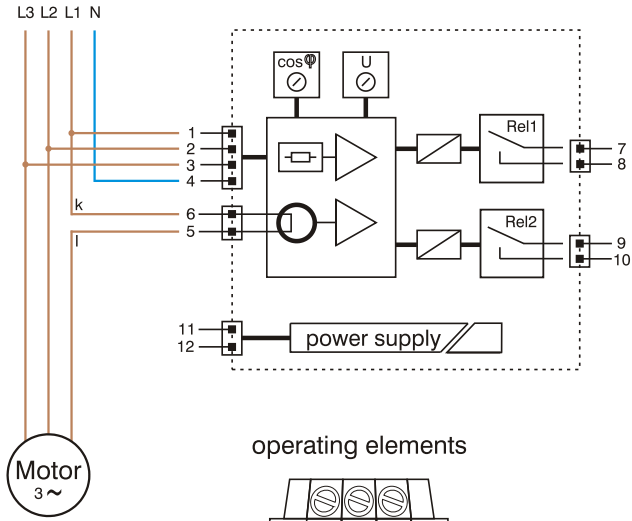 L3 L2 L1 N
cosφ
U
1
2
3
4
k
6
5
l
Rel1
7
8
Rel2
9
10
11
12
power supply
Motor
3 ~
operating elements